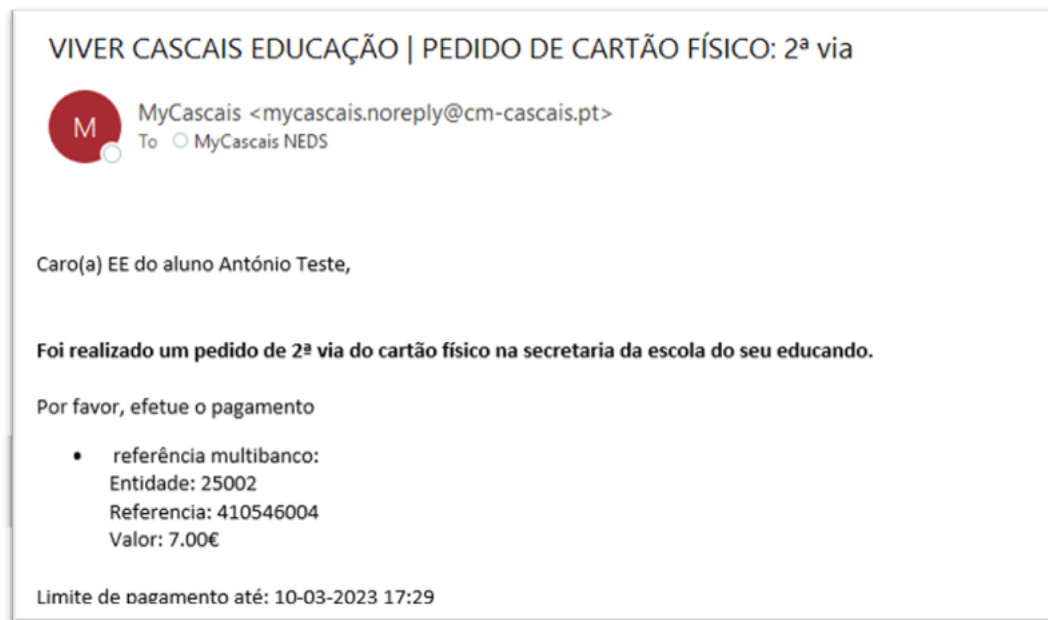 VIVER CASCAIS EDUCAÇÃO | PEDIDO DE CARTÃO FÍSICO: 2ª via
M
MyCascais <mycascais.noreply@cm-cascais.pt>
To MyCascais NEDS
Caro(a) EE do aluno António Teste,
Foi realizado um pedido de 2ª via do cartão físico na secretaria da escola do seu educando.
Por favor, efetue o pagamento
• referência multibanco:
Entidade: 25002
Referencia: 410546004
Valor: 7.00€
Limite de pagamento até: 10-03-2023 17:29